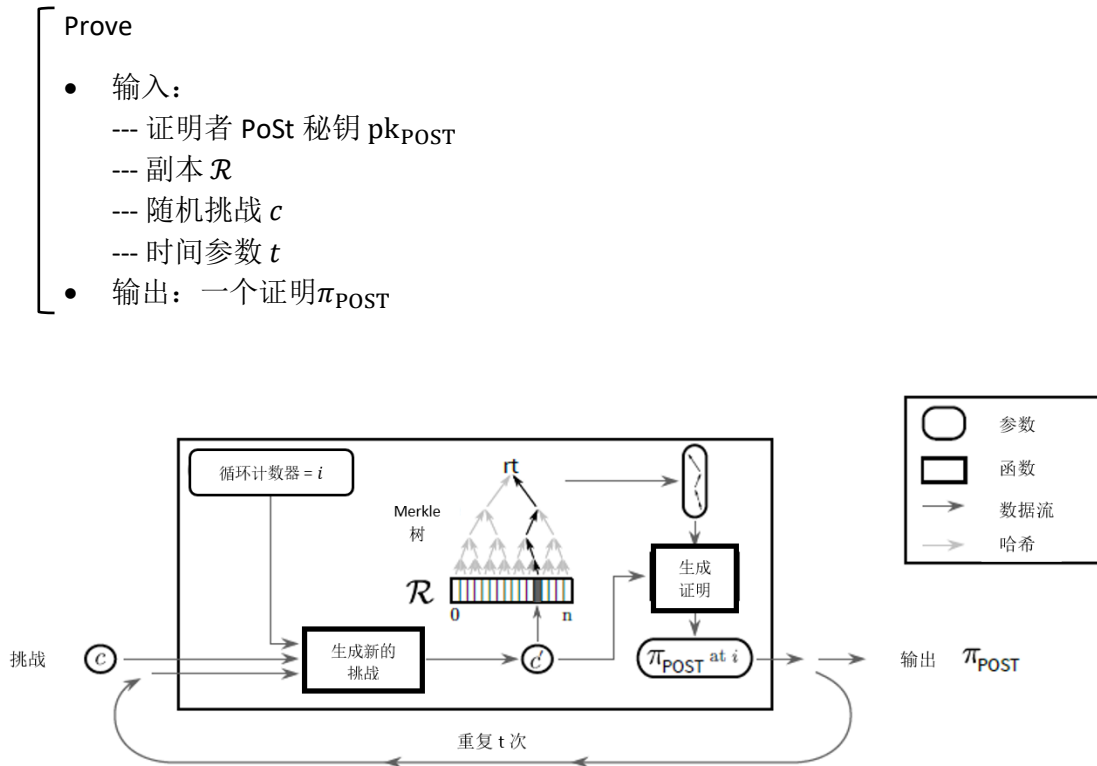 Prove
• 输入：
--- 证明者 PoSt 秘钥 pk_POST
--- 副本 ℛ
--- 随机挑战 c
--- 时间参数 t
• 输出：一个证明π_POST
参数
函数
数据流
哈希
循环计数器 = i
rt
Merkle
树
ℛ
0
n
生成
证明
挑战
c
生成新的
挑战
c′
π_POST at i
输出 π_POST
重复 t 次